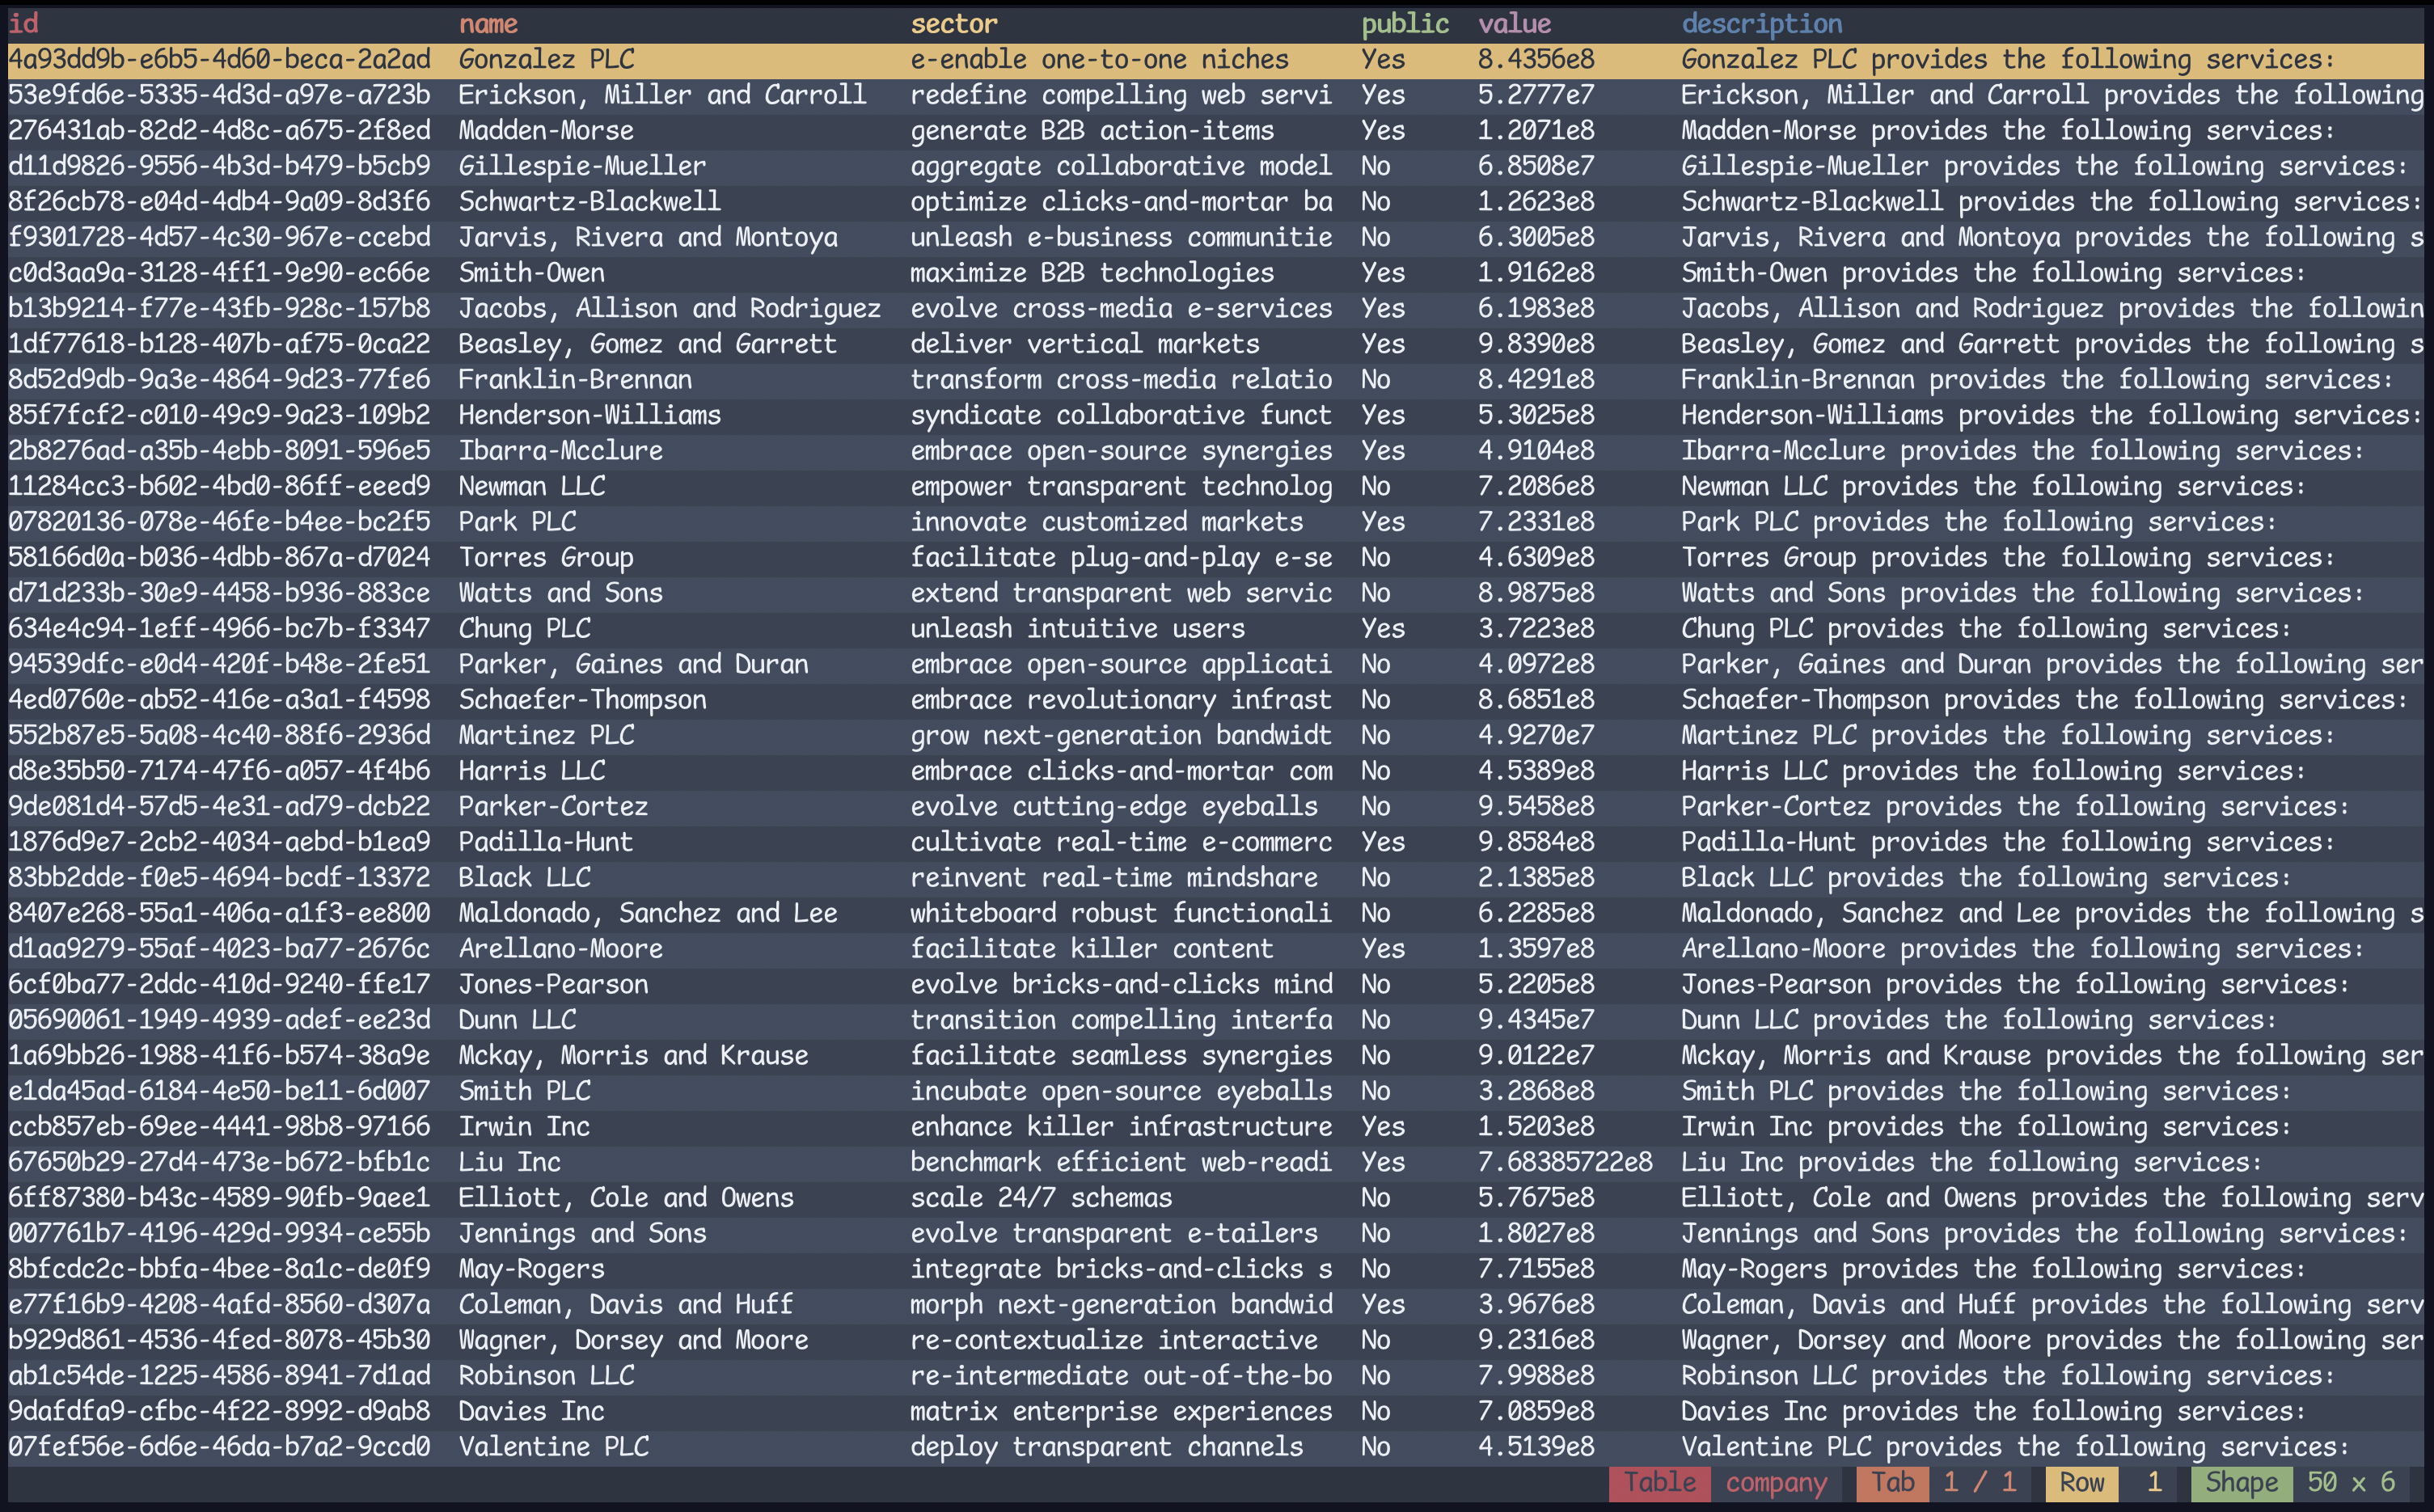 id name sector public value description
4a93dd9b-e6b5-4d60-beca-2a2ad Gonzalez PLC e-enable one-to-one niches Yes 8.4356e8 Gonzalez PLC provides the following services:
53e9fd6e-5335-4d3d-a97e-a723b Erickson, Miller and Carroll redefine compelling web servi Yes 5.2777e7 Erickson, Miller and Carroll provides the following
276431ab-82d2-4d8c-a675-2f8ed Madden-Morse generate B2B action-items Yes 1.2071e8 Madden-Morse provides the following services:
d11d9826-9556-4b3d-b479-b5cb9 Gillespie-Mueller aggregate collaborative model No 6.8508e7 Gillespie-Mueller provides the following services:
8f26cb78-e04d-4db4-9a09-8d3f6 Schwartz-Blackwell optimize clicks-and-mortar ba No 1.2623e8 Schwartz-Blackwell provides the following services:
f9301728-4d57-4c30-967e-ccebd Jarvis, Rivera and Montoya unleash e-business communitie No 6.3005e8 Jarvis, Rivera and Montoya provides the following s
c0d3aa9a-3128-4ff1-9e90-ec66e Smith-Owen maximize B2B technologies Yes 1.9162e8 Smith-Owen provides the following services:
b13b9214-f77e-43fb-928c-157b8 Jacobs, Allison and Rodriguez evolve cross-media e-services Yes 6.1983e8 Jacobs, Allison and Rodriguez provides the followin
1df77618-b128-407b-af75-0ca22 Beasley, Gomez and Garrett deliver vertical markets Yes 9.8390e8 Beasley, Gomez and Garrett provides the following s
8d52d9db-9a3e-4864-9d23-77fe6 Franklin-Brennan transform cross-media relatio No 8.4291e8 Franklin-Brennan provides the following services:
85f7fcf2-c010-49c9-9a23-109b2 Henderson-Williams syndicate collaborative funct Yes 5.3025e8 Henderson-Williams provides the following services:
2b8276ad-a35b-4ebb-8091-596e5 Ibarra-Mcclure embrace open-source synergies Yes 4.9104e8 Ibarra-Mcclure provides the following services:
11284cc3-b602-4bd0-86ff-eeed9 Newman LLC empower transparent technolog No 7.2086e8 Newman LLC provides the following services:
07820136-078e-46fe-b4ee-bc2f5 Park PLC innovate customized markets Yes 7.2331e8 Park PLC provides the following services:
58166d0a-b036-4dbb-867a-d7024 Torres Group facilitate plug-and-play e-se No 4.6309e8 Torres Group provides the following services:
d71d233b-30e9-4458-b936-883ce Watts and Sons extend transparent web servic No 8.9875e8 Watts and Sons provides the following services:
634e4c94-1eff-4966-bc7b-f3347 Chung PLC unleash intuitive users Yes 3.7223e8 Chung PLC provides the following services:
94539dfc-e0d4-420f-b48e-2fe51 Parker, Gaines and Duran embrace open-source applicati No 4.0972e8 Parker, Gaines and Duran provides the following ser
4ed0760e-ab52-416e-a3a1-f4598 Schaefer-Thompson embrace revolutionary infrast No 8.6851e8 Schaefer-Thompson provides the following services:
552b87e5-5a08-4c40-88f6-2936d Martinez PLC grow next-generation bandwidt No 4.9270e7 Martinez PLC provides the following services:
d8e35b50-7174-47f6-a057-4f4b6 Harris LLC embrace clicks-and-mortar com No 4.5389e8 Harris LLC provides the following services:
9de081d4-57d5-4e31-ad79-dcb22 Parker-Cortez evolve cutting-edge eyeballs No 9.5458e8 Parker-Cortez provides the following services:
1876d9e7-2cb2-4034-aebd-b1ea9 Padilla-Hunt cultivate real-time e-commerc Yes 9.8584e8 Padilla-Hunt provides the following services:
83bb2dde-f0e5-4694-bcdf-13372 Black LLC reinvent real-time mindshare No 2.1385e8 Black LLC provides the following services:
8407e268-55a1-406a-a1f3-ee800 Maldonado, Sanchez and Lee whiteboard robust functionali No 6.2285e8 Maldonado, Sanchez and Lee provides the following s
d1aa9279-55af-4023-ba77-2676c Arellano-Moore facilitate killer content Yes 1.3597e8 Arellano-Moore provides the following services:
6cf0ba77-2ddc-410d-9240-ffe17 Jones-Pearson evolve bricks-and-clicks mind No 5.2205e8 Jones-Pearson provides the following services:
05690061-1949-4939-adef-ee23d Dunn LLC transition compelling interfa No 9.4345e7 Dunn LLC provides the following services:
1a69bb26-1988-41f6-b574-38a9e Mckay, Morris and Krause facilitate seamless synergies No 9.0122e7 Mckay, Morris and Krause provides the following ser
e1da45ad-6184-4e50-be11-6d007 Smith PLC incubate open-source eyeballs No 3.2868e8 Smith PLC provides the following services:
ccb857eb-69ee-4441-98b8-97166 Irwin Inc enhance killer infrastructure Yes 1.5203e8 Irwin Inc provides the following services:
67650b29-27d4-473e-b672-bfb1c Liu Inc benchmark efficient web-readi Yes 7.68385722e8 Liu Inc provides the following services:
6ff87380-b43c-4589-90fb-9aee1 Elliott, Cole and Owens scale 24/7 schemas No 5.7675e8 Elliott, Cole and Owens provides the following serv
007761b7-4196-429d-9934-ce55b Jennings and Sons evolve transparent e-tailers No 1.8027e8 Jennings and Sons provides the following services:
8bfcdc2c-bbfa-4bee-8a1c-de0f9 May-Rogers integrate bricks-and-clicks s No 7.7155e8 May-Rogers provides the following services:
e77f16b9-4208-4afd-8560-d307a Coleman, Davis and Huff morph next-generation bandwid Yes 3.9676e8 Coleman, Davis and Huff provides the following serv
b929d861-4536-4fed-8078-45b30 Wagner, Dorsey and Moore re-contextualize interactive No 9.2316e8 Wagner, Dorsey and Moore provides the following ser
ab1c54de-1225-4586-8941-7d1ad Robinson LLC re-intermediate out-of-the-bo No 7.9988e8 Robinson LLC provides the following services:
9dafdfa9-cfbc-4f22-8992-d9ab8 Davies Inc matrix enterprise experiences No 7.0859e8 Davies Inc provides the following services:
07fef56e-6d6e-46da-b7a2-9ccd0 Valentine PLC deploy transparent channels No 4.5139e8 Valentine PLC provides the following services:
Table company Tab 1 / 1 Row 1 Shape 50 x 6